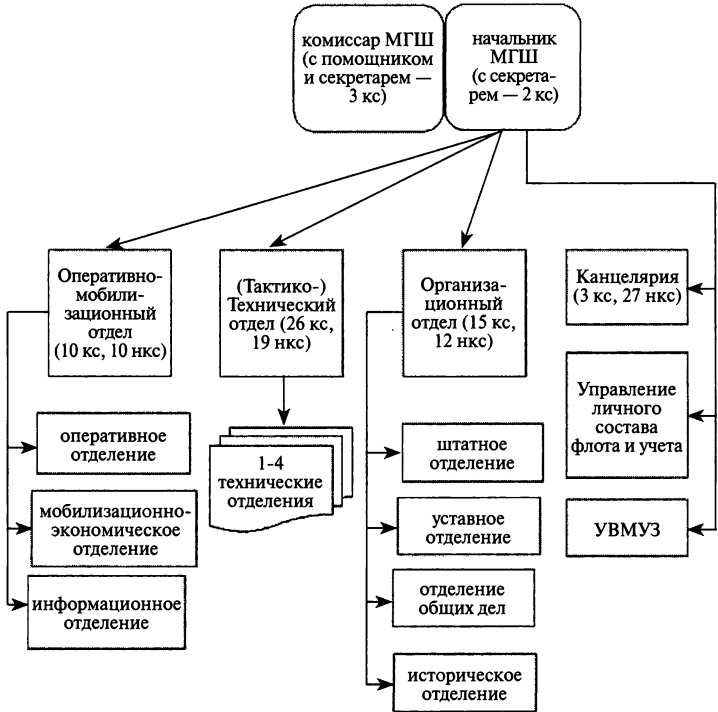 комиссар МГШ
(с помощником
и секретарем —
3 кс)
начальник
МГШ
(с секрета-
рем — 2 кс)
Оперативно-
мобили-
зационный
отдел
(10 кс, 10 нкс)
(Тактико-)
Технический
отдел (26 кс,
19 нкс)
Организа-
ационный
отдел (15 кс,
12 нкс)
Канцелярия
(3 кс, 27 нкс)
оперативное
отделение
мобилизационно-
экономическое
отделение
информационное
отделение
1-4
технические
отделения
штатное
отделение
уставное
отделение
отделение
общих дел
историческое
отделение
Управление
личного
состава
флота и учета
УВМУЗ